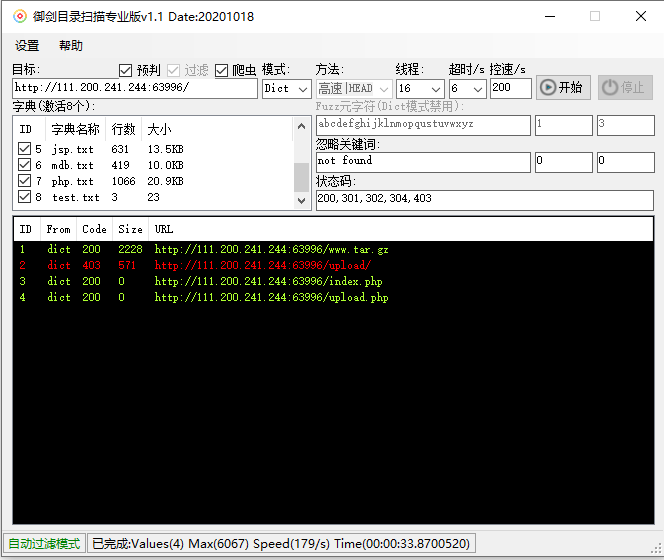 御剑目录扫描专业版v1.1 Date:20201018
设置 帮助
目标: 预判 过滤 爬虫 模式: 方法: 线程: 超时/s 控速/s
http://111.200.241.244:63996/ Dict 高速|HEAD 16 6 200 开始 停止
字典(激活8个): Fuzz元字符(Dict模式禁用):
abcdefghijklnmopqustuvwxyz 1 3
ID 字典名称 行数 大小
忽略关键词:
5 jsp.txt 631 13.5KB
not found 0 0
6 mdb.txt 419 10.0KB
7 php.txt 1066 20.9KB
状态码:
8 test.txt 3 23
200,301,302,304,403
ID From Code Size URL
1 dict 200 2228 http://111.200.241.244:63996/www.tar.gz
2 dict 403 571 http://111.200.241.244:63996/upload/
3 dict 200 0 http://111.200.241.244:63996/index.php
4 dict 200 0 http://111.200.241.244:63996/upload.php
自动过滤模式 已完成:Values(4) Max(6067) Speed(179/s) Time(00:00:33.8700520)